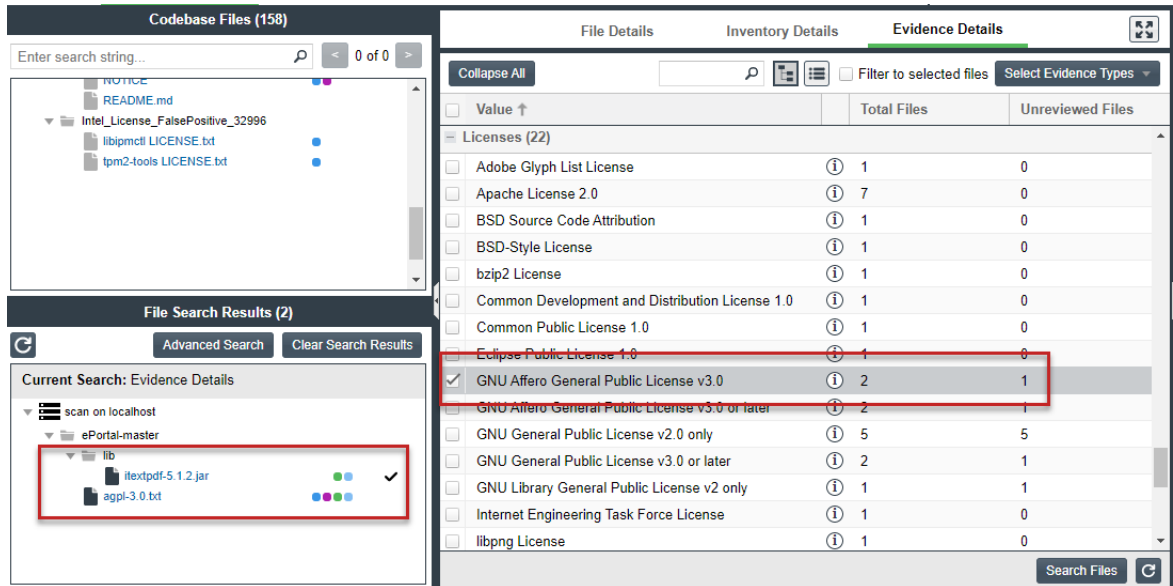 Codebase Files (158)
Enter search string...
< 0 of 0 >
NOTICE
README.md
Intel_License_FalsePositive_32996
libipmctl LICENSE.txt
tpm2-tools LICENSE.txt
File Search Results (2)
Advanced Search Clear Search Results
Current Search: Evidence Details
scan on localhost
ePortal-master
lib
itextpdf-5.1.2.jar
agpl-3.0.txt
File Details Inventory Details Evidence Details
Collapse All Filter to selected files Select Evidence Types
Value Total Files Unreviewed Files
Licenses (22)
Adobe Glyph List License 1 0
Apache License 2.0 7 0
BSD Source Code Attribution 1 0
BSD-Style License 1 0
bzip2 License 1 0
Common Development and Distribution License 1.0 1 0
Common Public License 1.0 1 0
Eclipse Public License 1.0 1 0
GNU Affero General Public License v3.0 2 1
GNU Affero General Public License v3.0 or later 2 1
GNU General Public License v2.0 only 5 5
GNU General Public License v3.0 or later 2 1
GNU Library General Public License v2 only 1 1
Internet Engineering Task Force License 1 0
libpng License 1 0
Search Files